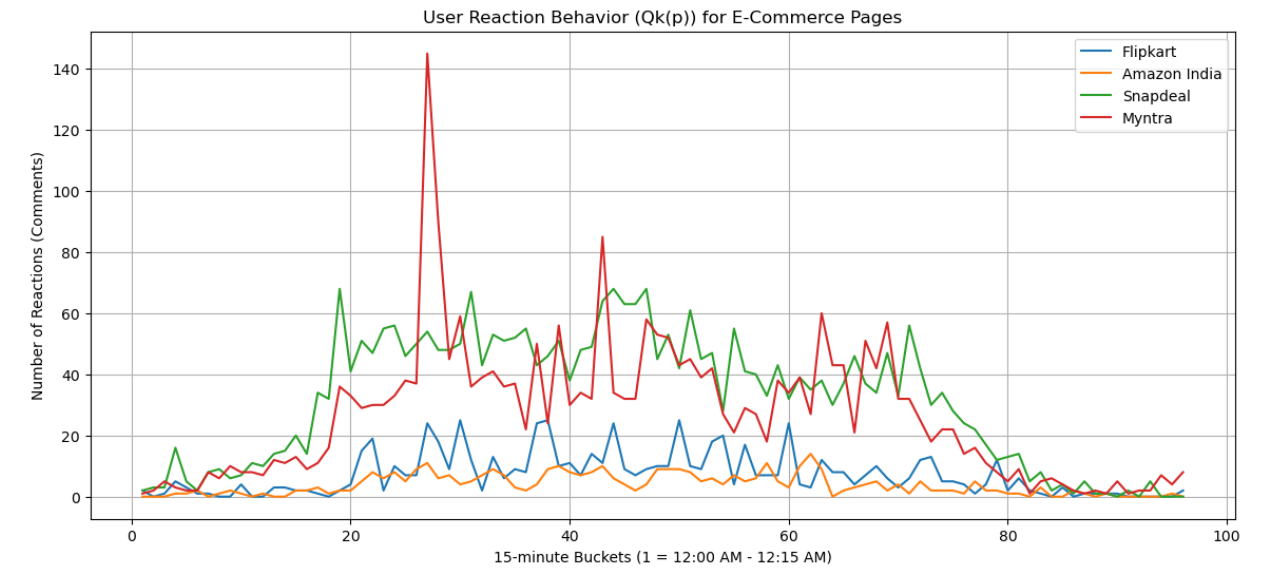 User Reaction Behavior (Qk(p)) for E-Commerce Pages
Flipkart
Amazon India
Snapdeal
Myntra
Number of Reactions (Comments)
140
120
100
80
60
40
20
0
0 20 40 60 80 100
15-minute Buckets (1 = 12:00 AM - 12:15 AM)